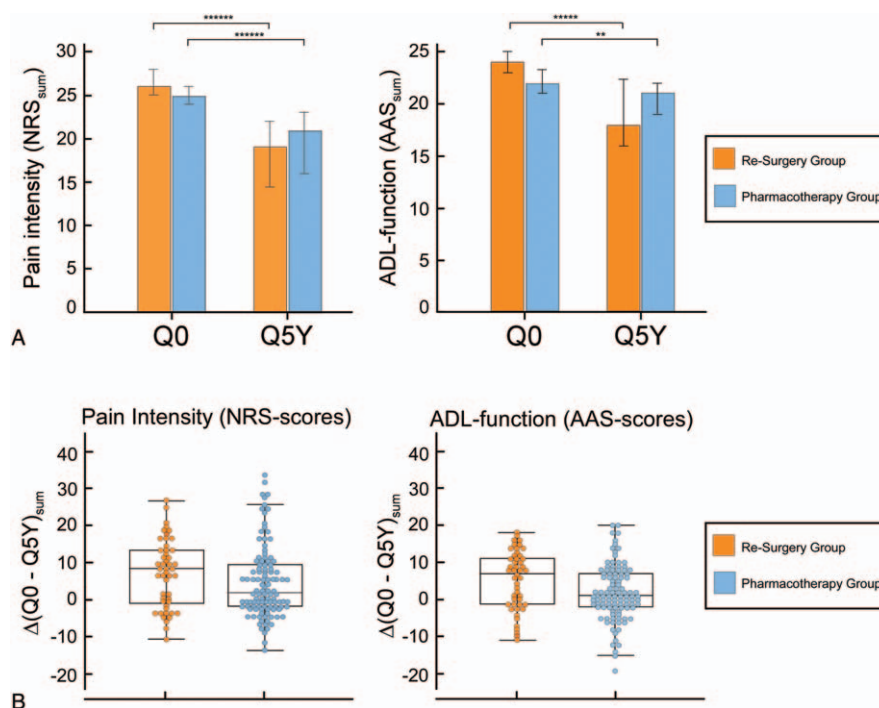 ******
******
Pain intensity (NRSsum)
30
25
20
15
10
5
0
Q0 Q5Y
*****
**
ADL-function (AASsum)
25
20
15
10
5
0
Q0 Q5Y
Re-Surgery Group
Pharmacotherapy Group
A
Pain Intensity (NRS-scores)
Δ(Q0 - Q5Y)sum
40
30
20
10
0
-10
-20
ADL-function (AAS-scores)
Δ(Q0 - Q5Y)sum
40
30
20
10
0
-10
-20
Re-Surgery Group
Pharmacotherapy Group
B